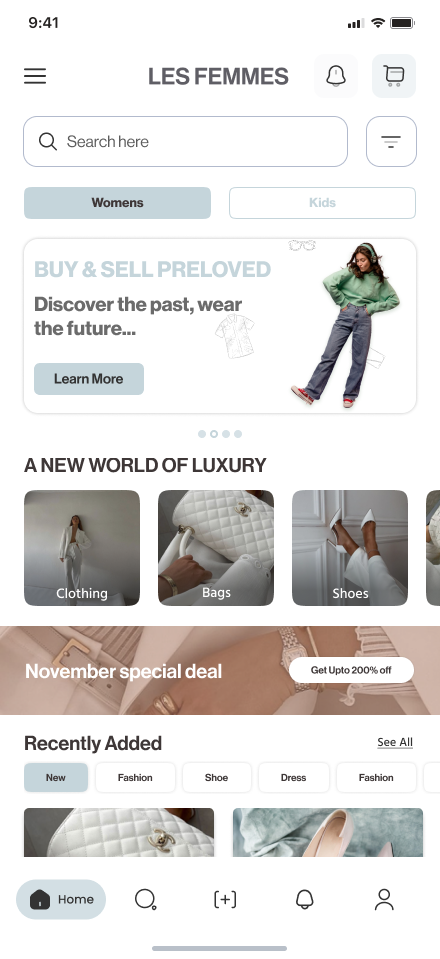 9:41
LES FEMMES
Search here
Womens
Kids
BUY & SELL PRELOVED
Discover the past, wear
the future...
Learn More
A NEW WORLD OF LUXURY
Clothing
Bags
Shoes
November special deal
Get Upto 200% off
Recently Added
See All
New
Fashion
Shoe
Dress
Fashion
Home